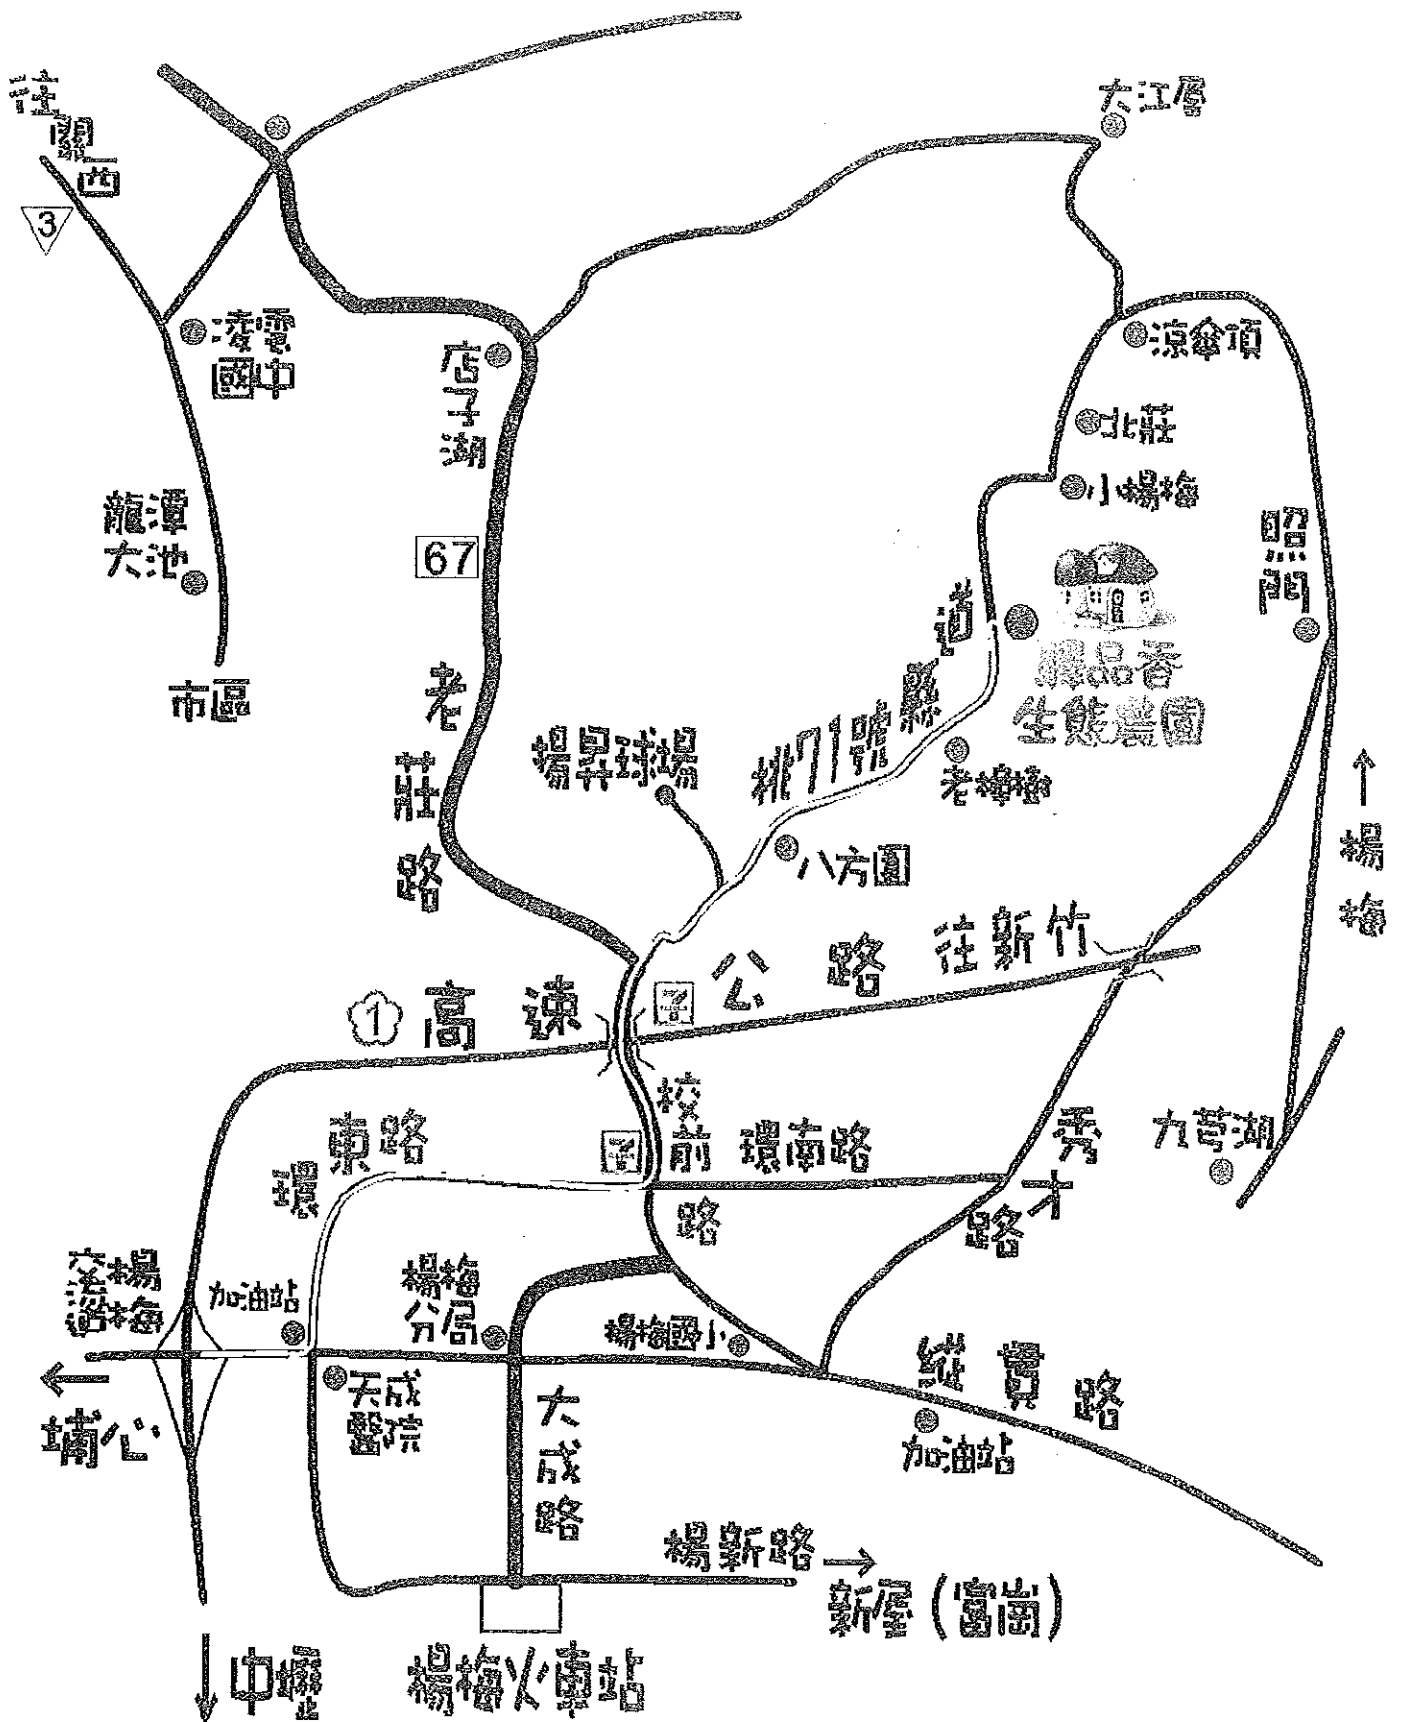 往關西
3
大江屋
凌雲
國中
店子湖
涼傘頂
北莊
小楊梅
龍潭
大池
67
照門
市區
老莊路
揚昇球場
桃71號縣道
品香
生態農園
老樟樹
八方園
↑楊梅
1
高速公路
往新竹
校前路
環東路
環南路
秀才路
九芎湖
楊梅
交流道
加油站
楊梅
分局
楊梅國小
縱貫路
←
埔心
天成
醫院
大成路
加油站
楊新路→
新屋(富岡)
↓中壢
楊梅火車站